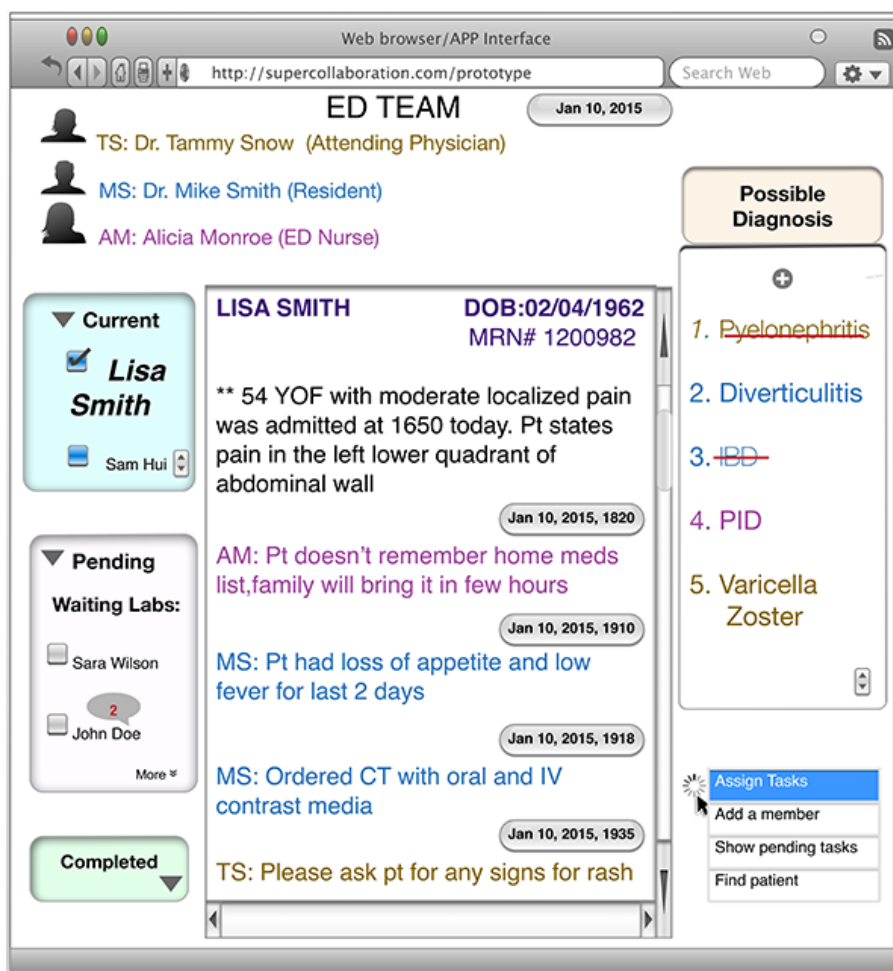 Web browser/APP Interface
http://supercollaboration.com/prototype
Search Web
ED TEAM
Jan 10, 2015
TS: Dr. Tammy Snow (Attending Physician)
MS: Dr. Mike Smith (Resident)
AM: Alicia Monroe (ED Nurse)
Current
Lisa
Smith
Sam Hui
Pending
Waiting Labs:
Sara Wilson
2
John Doe
More
Completed
LISA SMITH DOB:02/04/1962
MRN# 1200982
** 54 YOF with moderate localized pain
was admitted at 1650 today. Pt states
pain in the left lower quadrant of
abdominal wall
Jan 10, 2015, 1820
AM: Pt doesn't remember home meds
list,family will bring it in few hours
Jan 10, 2015, 1910
MS: Pt had loss of appetite and low
fever for last 2 days
Jan 10, 2015, 1918
MS: Ordered CT with oral and IV
contrast media
Jan 10, 2015, 1935
TS: Please ask pt for any signs for rash
Possible
Diagnosis
1. Pyelonephritis
2. Diverticulitis
3. IBD
4. PID
5. Varicella
Zoster
Assign Tasks
Add a member
Show pending tasks
Find patient